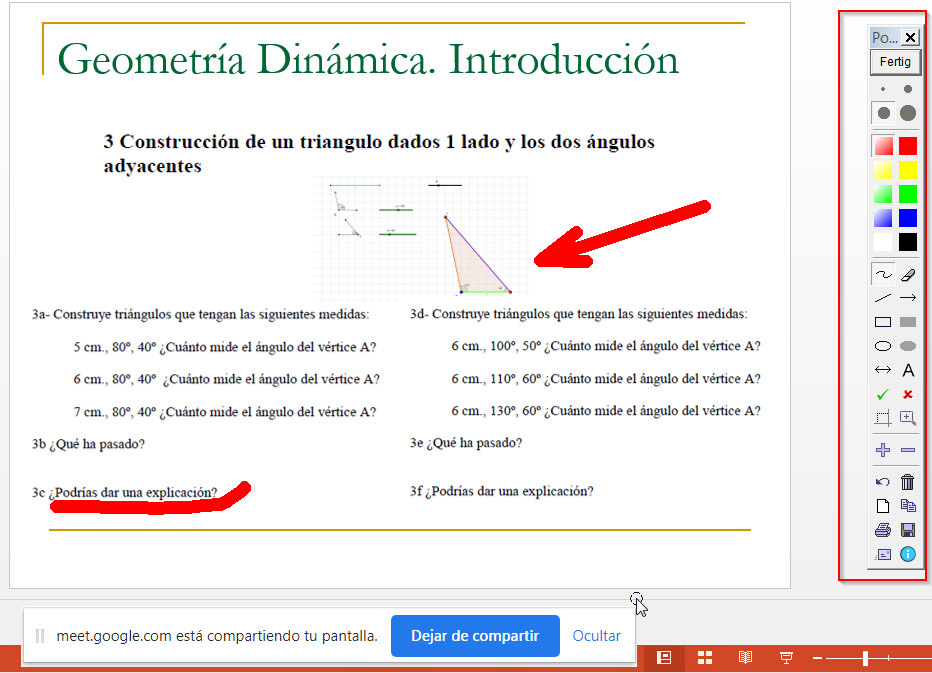 Geometría Dinámica. Introducción
3 Construcción de un triangulo dados 1 lado y los dos ángulos
adyacentes
3a- Construye triángulos que tengan las siguientes medidas:
5 cm., 80º, 40º ¿Cuánto mide el ángulo del vértice A?
6 cm., 80º, 40º ¿Cuánto mide el ángulo del vértice A?
7 cm., 80º, 40º ¿Cuánto mide el ángulo del vértice A?
3b ¿Qué ha pasado?
3c ¿Podrías dar una explicación?
3d- Construye triángulos que tengan las siguientes medidas:
6 cm., 100º, 50º ¿Cuánto mide el ángulo del vértice A?
6 cm., 110º, 60º ¿Cuánto mide el ángulo del vértice A?
6 cm., 130º, 60º ¿Cuánto mide el ángulo del vértice A?
3e ¿Qué ha pasado?
3f ¿Podrías dar una explicación?
Po...
Fertig
A
meet.google.com está compartiendo tu pantalla.
Dejar de compartir
Ocultar